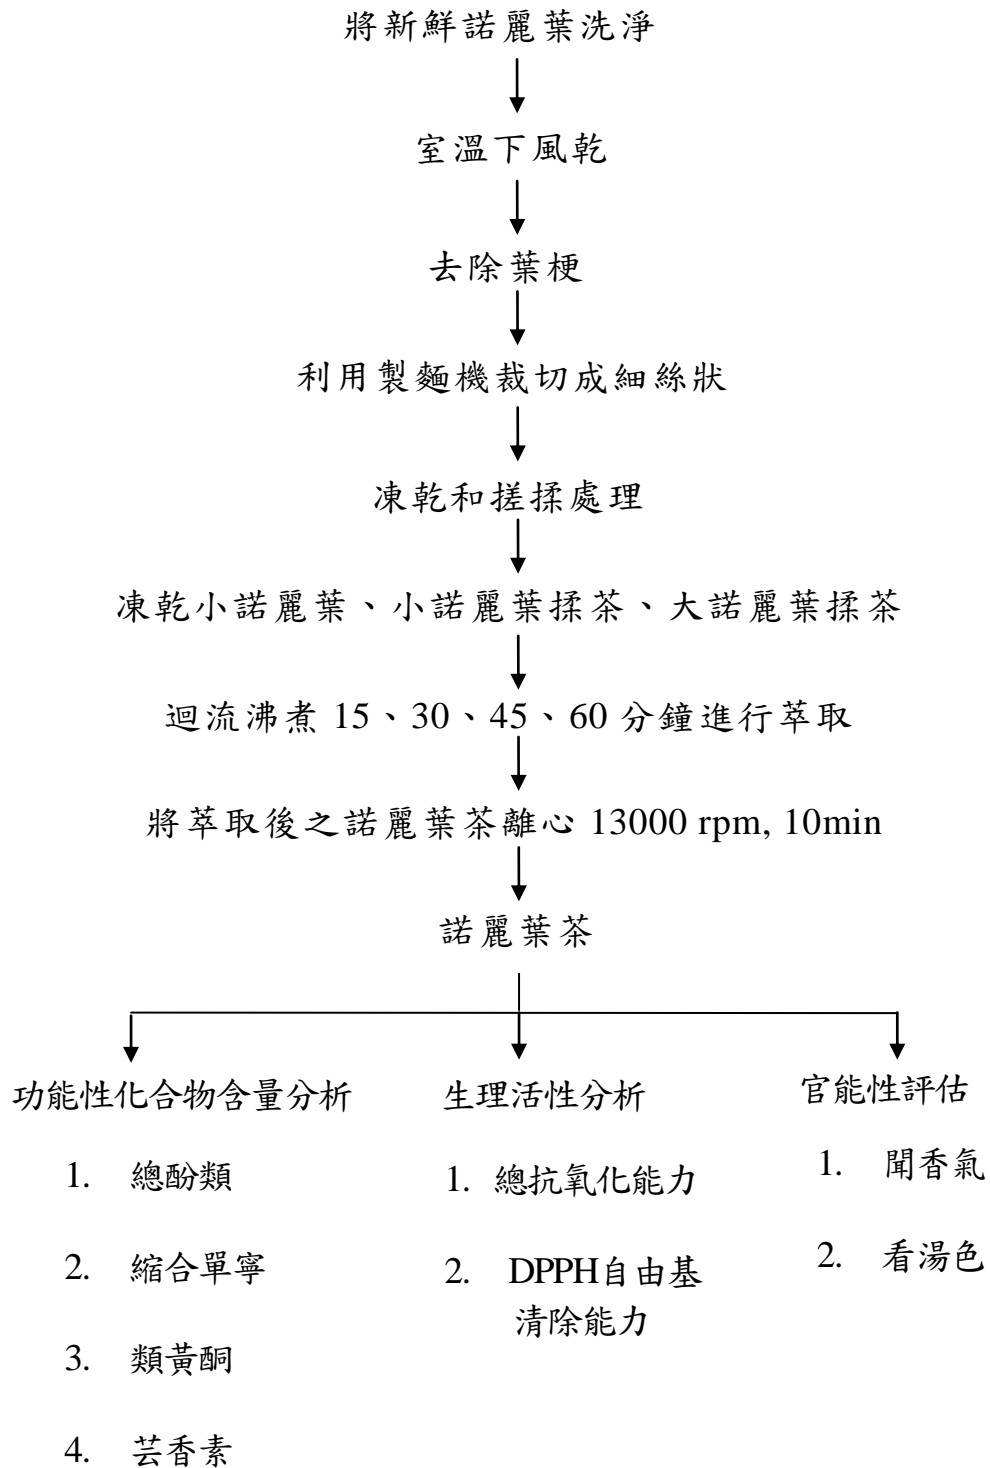 將新鮮諾麗葉洗淨
室溫下風乾
去除葉梗
利用製麵機裁切成細絲狀
凍乾和搓揉處理
凍乾小諾麗葉、小諾麗葉揉茶、大諾麗葉揉茶
迴流沸煮 15、30、45、60 分鐘進行萃取
將萃取後之諾麗葉茶離心 13000 rpm, 10min
諾麗葉茶
功能性化合物含量分析
1. 總酚類
2. 縮合單寧
3. 類黃酮
4. 芸香素
生理活性分析
1. 總抗氧化能力
2. DPPH自由基
清除能力
官能性評估
1. 聞香氣
2. 看湯色